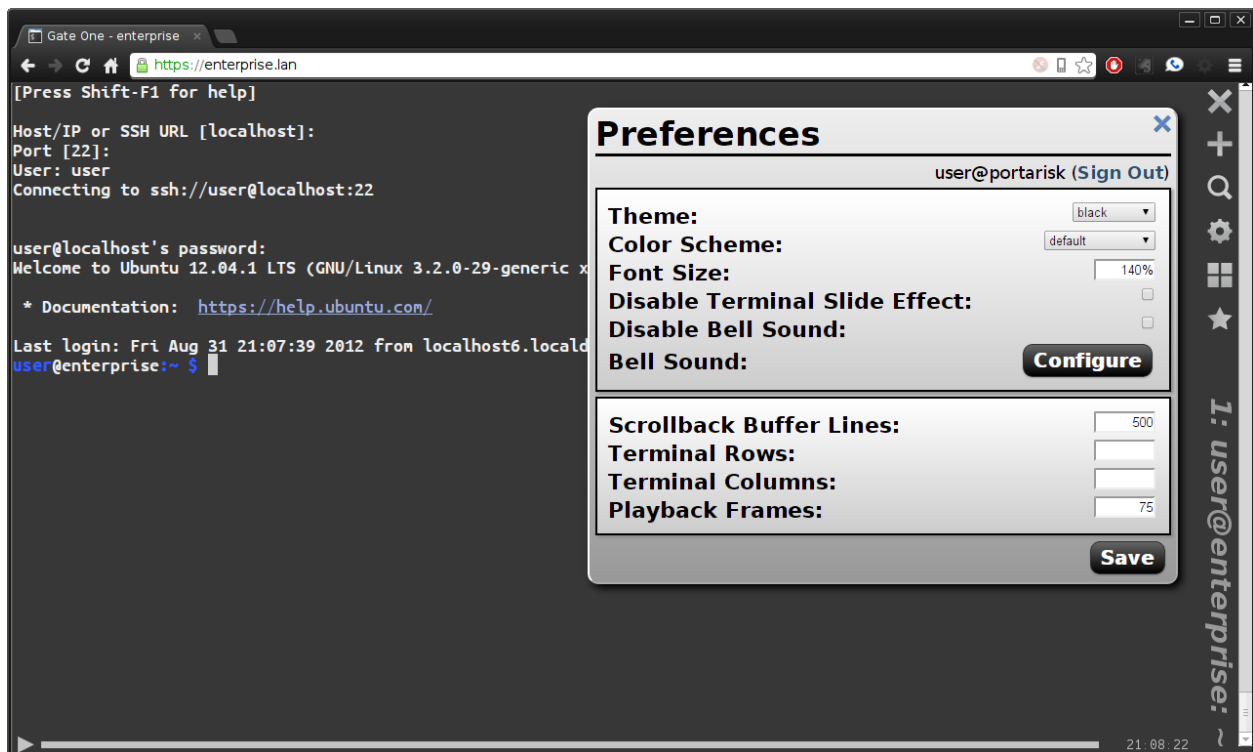 Gate One - enterprise
https://enterprise.lan
[Press Shift-F1 for help]
Host/IP or SSH URL [localhost]:
Port [22]:
User: user
Connecting to ssh://user@localhost:22
user@localhost's password:
Welcome to Ubuntu 12.04.1 LTS (GNU/Linux 3.2.0-29-generic x
* Documentation: https://help.ubuntu.com/
Last login: Fri Aug 31 21:07:39 2012 from localhost6.locald
user@enterprise:~ $
Preferences
user@portarisk (Sign Out)
Theme: black
Color Scheme: default
Font Size: 140%
Disable Terminal Slide Effect:
Disable Bell Sound:
Bell Sound: Configure
Scrollback Buffer Lines: 500
Terminal Rows:
Terminal Columns:
Playback Frames: 75
Save
1: user@enterprise: ~
21:08:22